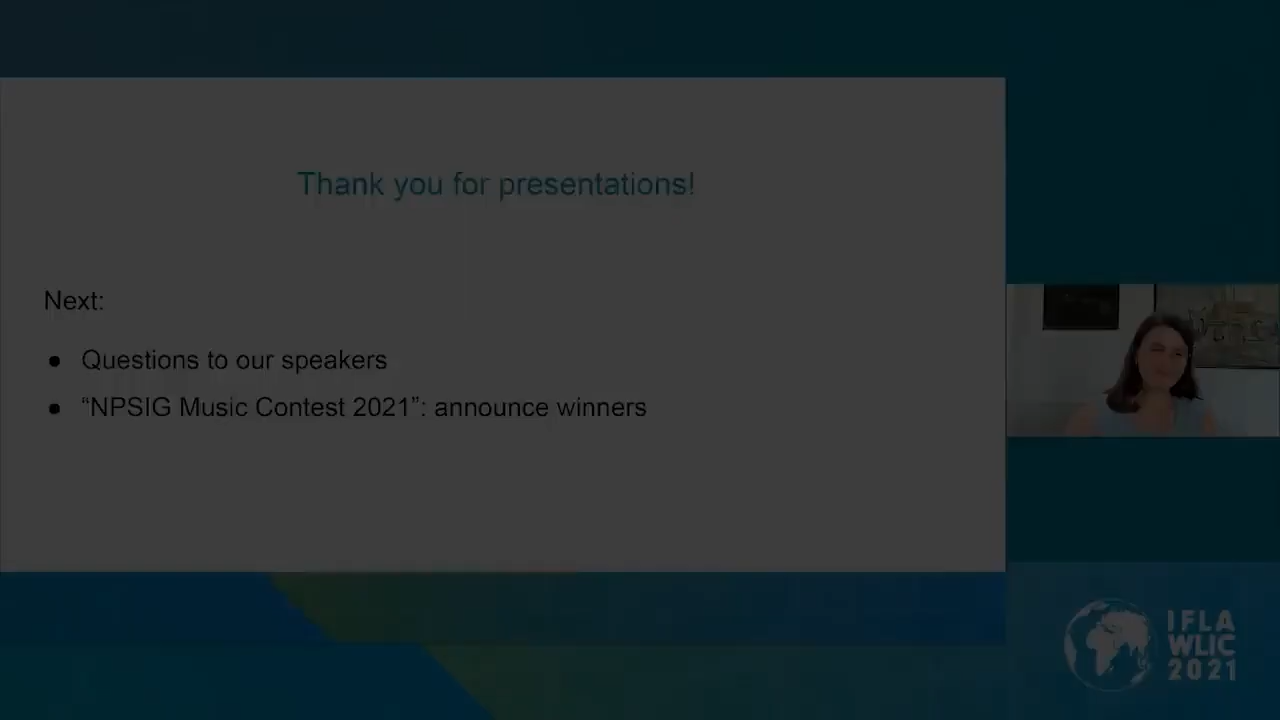 Thank you for presentations!
Next:
● Questions to our speakers
● “NPSIG Music Contest 2021”: announce winners
IFLA
WLIC
2021